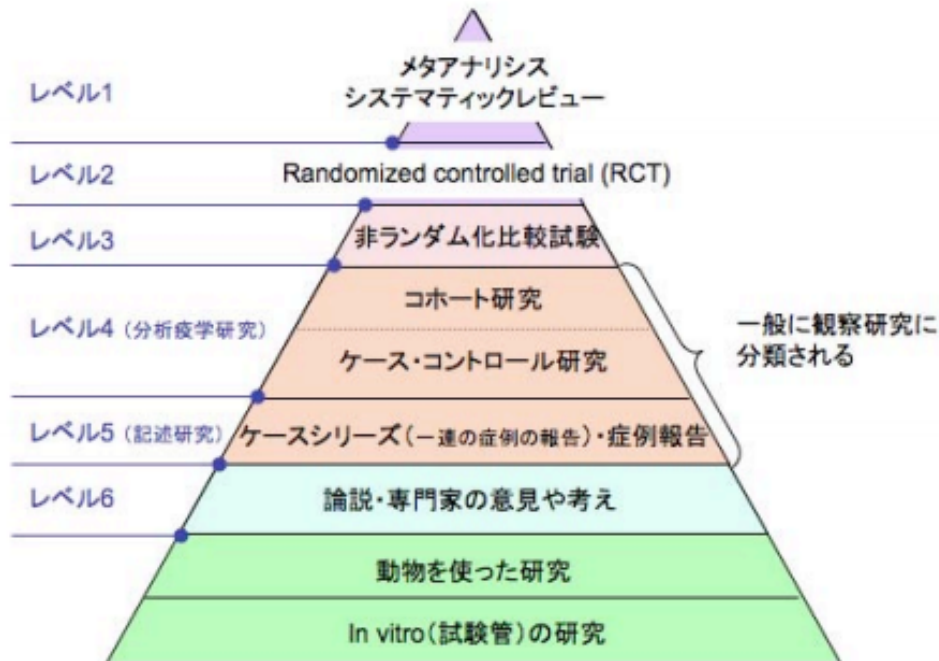 メタアナリシス
システマティックレビュー
レベル1
レベル2
Randomized controlled trial (RCT)
レベル3
非ランダム化比較試験
コホート研究
レベル4 (分析疫学研究)
ケース・コントロール研究
一般に観察研究に
分類される
レベル5 (記述研究)
ケースシリーズ(一連の症例の報告)・症例報告
レベル6
論説・専門家の意見や考え
動物を使った研究
In vitro(試験管)の研究